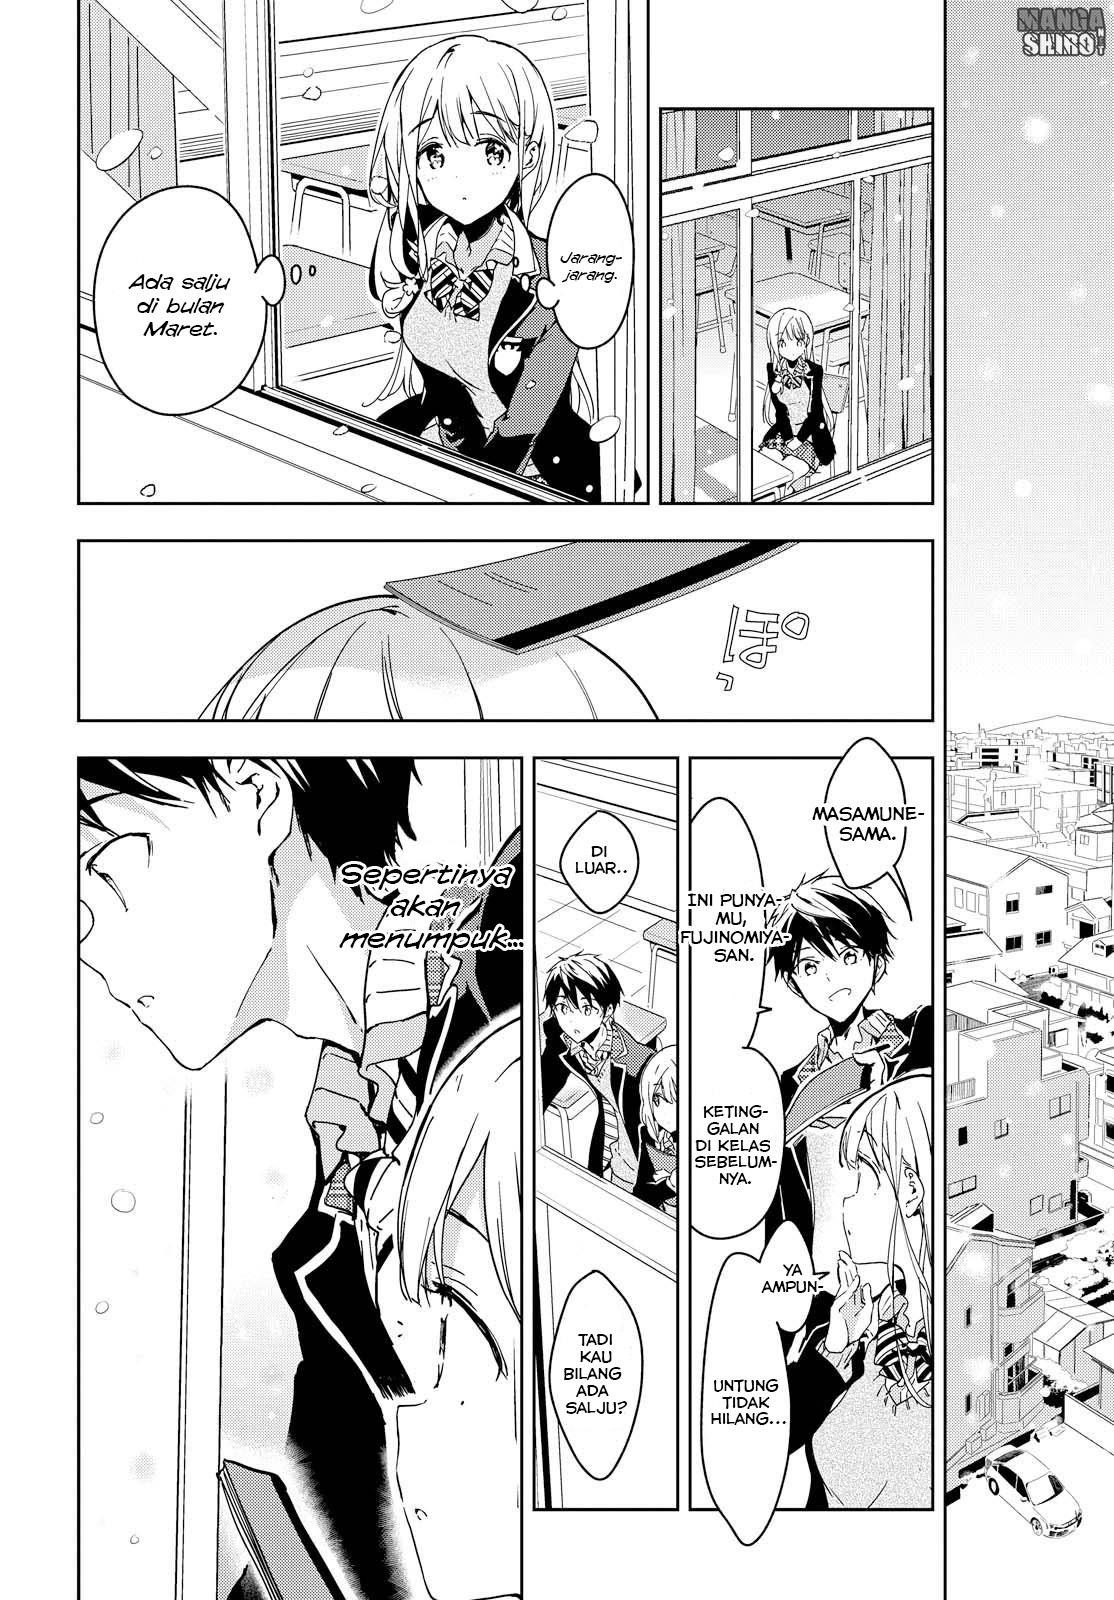 MANGA
SHIRO
Jarang-
jarang.
Ada salju
di bulan
Maret.
ぽ
MASAMUNE-
SAMA.
INI PUNYA-
MU,
FUJINOMIYA-
SAN.
KETING-
GALAN
DI KELAS
SEBELUM-
NYA.
YA
AMPUN-
UNTUNG
TIDAK
HILANG...
DI
LUAR..
TADI
KAU
BILANG
ADA
SALJU?
Sepertinya
akan
menumpuk...